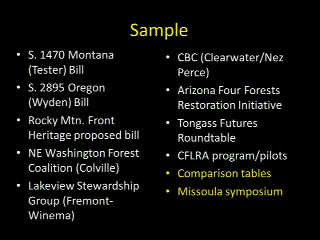 Sample
• S. 1470 Montana
(Tester) Bill
• S. 2895 Oregon
(Wyden) Bill
• Rocky Mtn. Front
Heritage proposed bill
• NE Washington Forest
Coalition (Colville)
• Lakeview Stewardship
Group (Fremont-
Winema)
• CBC (Clearwater/Nez
Perce)
• Arizona Four Forests
Restoration Initiative
• Tongass Futures
Roundtable
• CFLRA program/pilots
• Comparison tables
• Missoula symposium